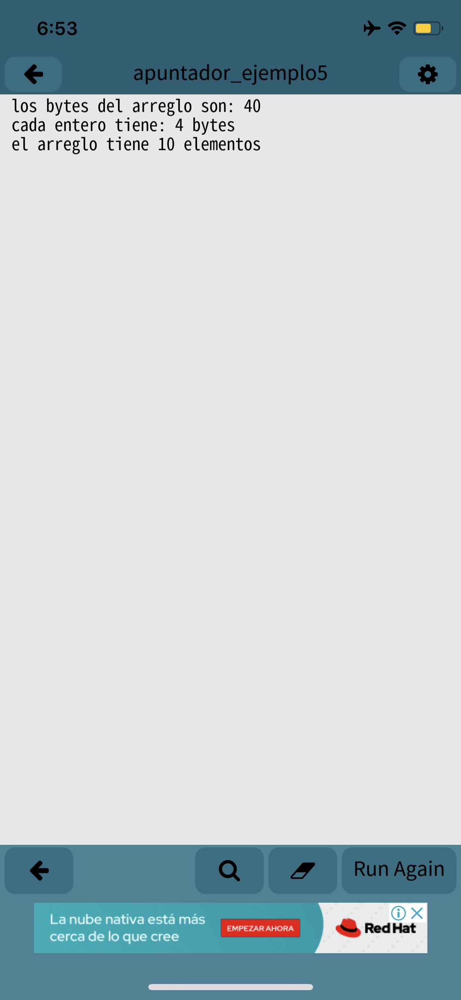 6:53
apuntador_ejemplo5
los bytes del arreglo son: 40
cada entero tiene: 4 bytes
el arreglo tiene 10 elementos
Run Again
La nube nativa está más
cerca de lo que cree
EMPEZAR AHORA
Red Hat